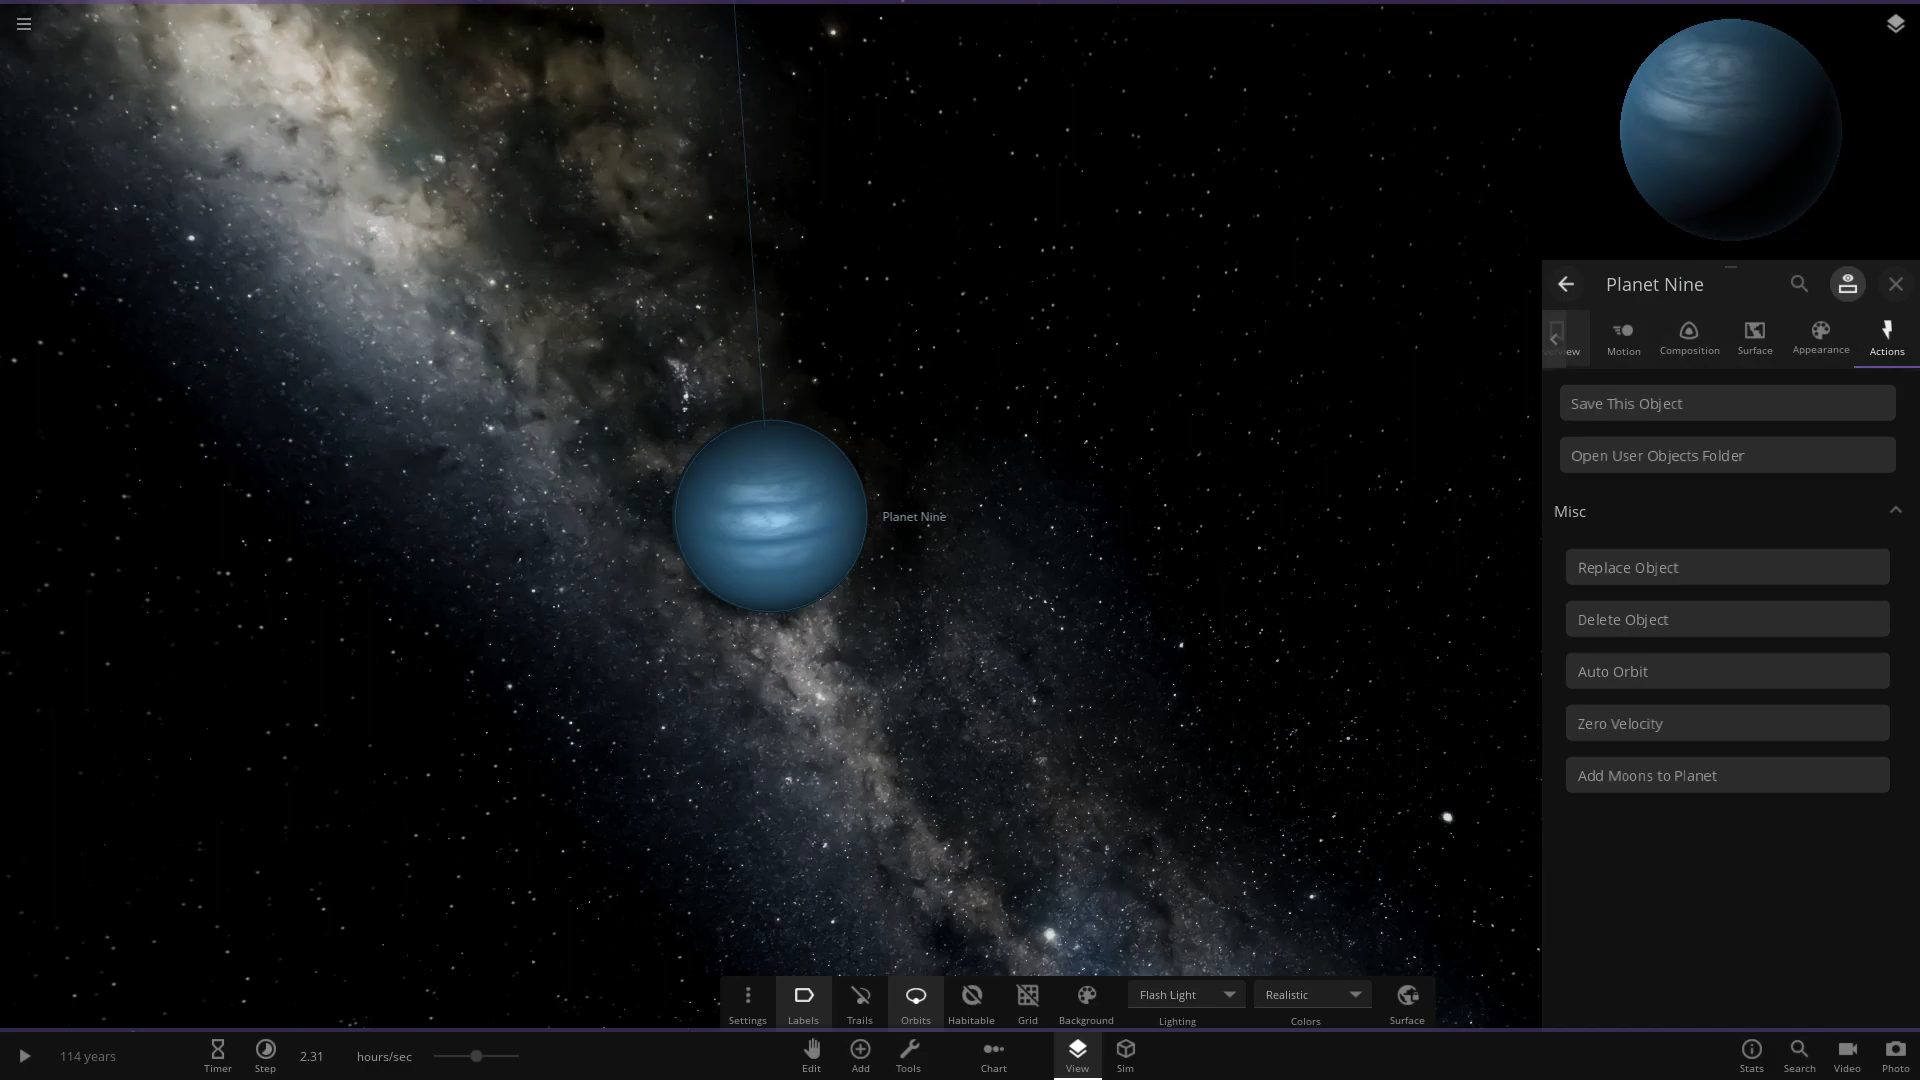 Planet Nine
Motion
Composition
Surface
Appearance
Actions
Save This Object
Open User Objects Folder
Misc
Replace Object
Delete Object
Auto Orbit
Zero Velocity
Add Moons to Planet
Planet Nine
Flash Light
Realistic
Settings
Labels
Trails
Orbits
Habitable
Grid
Background
Lighting
Colors
Surface
114 years
Timer
Step
2.31
hours/sec
Edit
Add
Tools
Chart
View
Sim
Stats
Search
Video
Photo